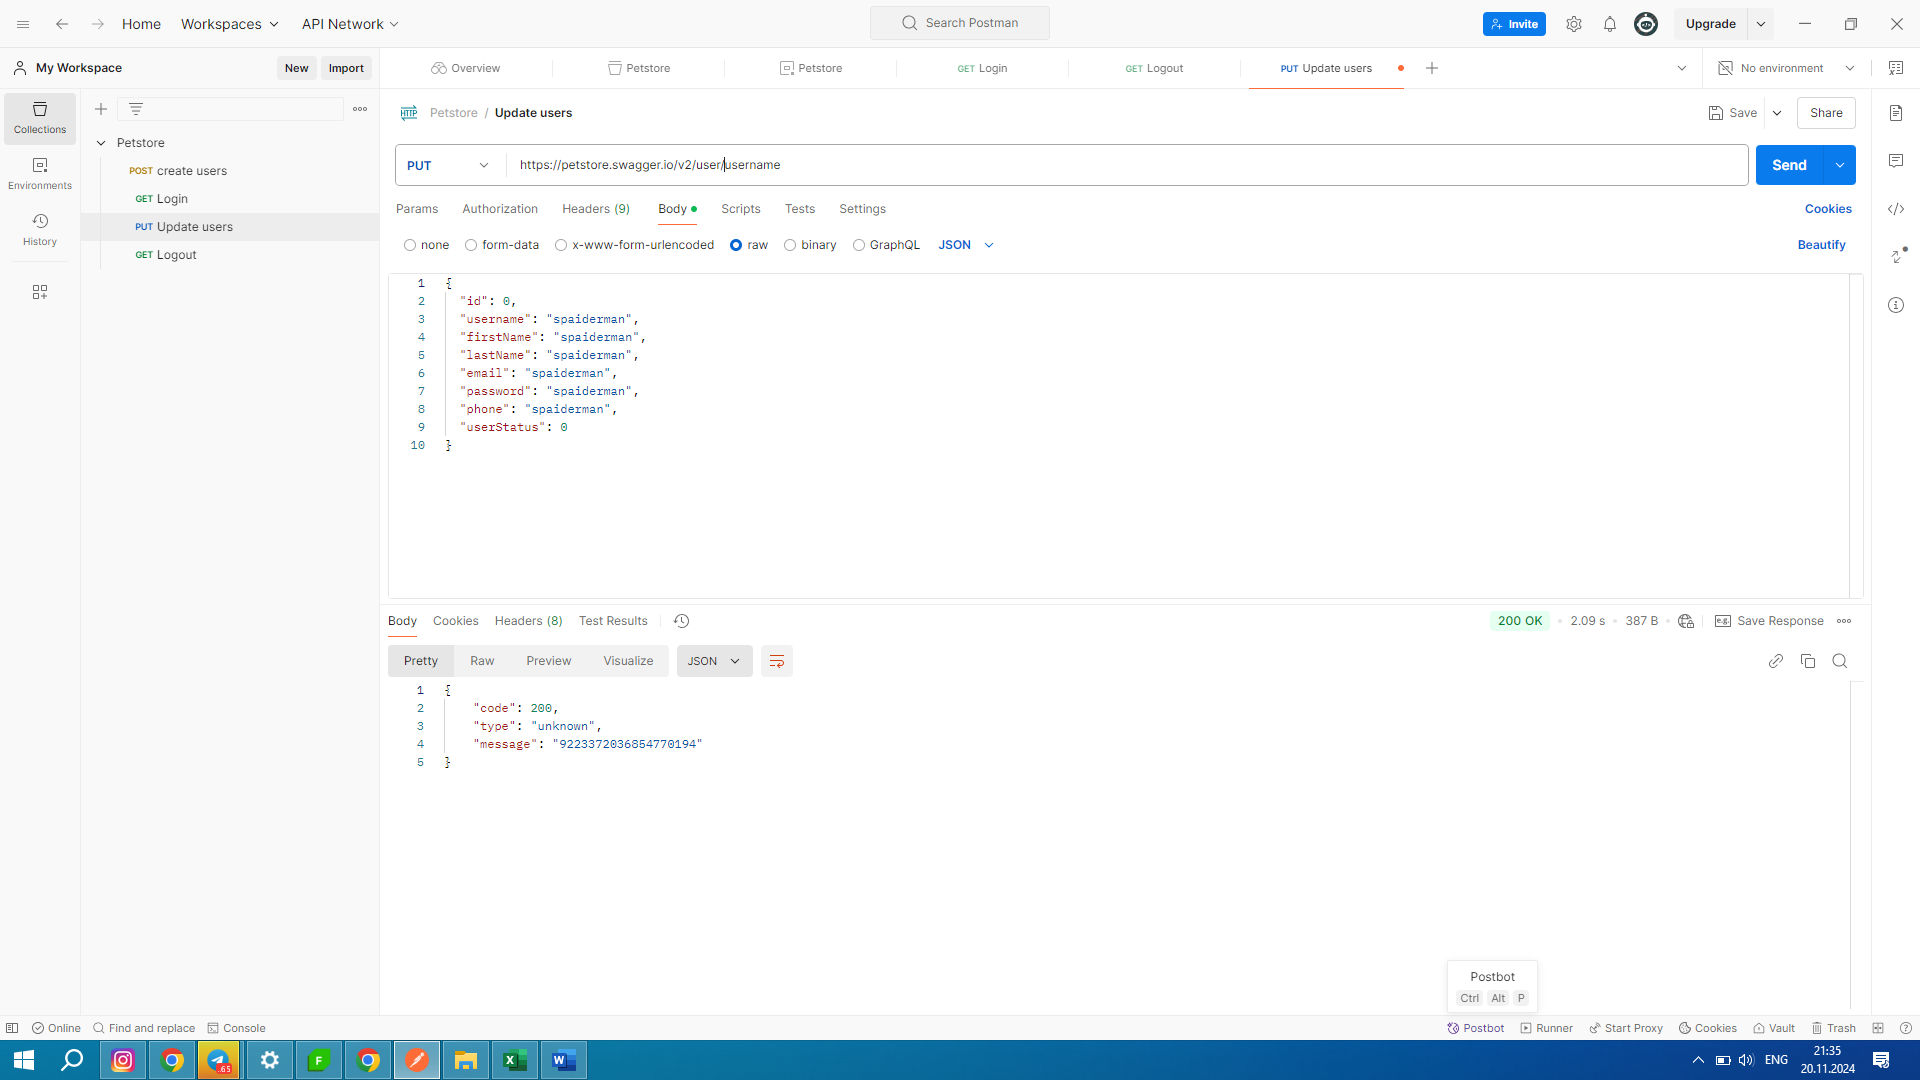 Home
Workspaces
API Network
Search Postman
Invite
Upgrade
My Workspace
New
Import
Overview
Petstore
Petstore
GET Login
GET Logout
PUT Update users
No environment
Collections
Environments
History
Petstore
POST create users
GET Login
PUT Update users
GET Logout
HTTP
Petstore / Update users
Save
Share
PUT
https://petstore.swagger.io/v2/user/username
Send
Params
Authorization
Headers (9)
Body
Scripts
Tests
Settings
Cookies
none
form-data
x-www-form-urlencoded
raw
binary
GraphQL
JSON
Beautify
1 {
2 "id": 0,
3 "username": "spaiderman",
4 "firstName": "spaiderman",
5 "lastName": "spaiderman",
6 "email": "spaiderman",
7 "password": "spaiderman",
8 "phone": "spaiderman",
9 "userStatus": 0
10 }
Body
Cookies
Headers (8)
Test Results
200 OK
2.09 s
387 B
e.g.
Save Response
Pretty
Raw
Preview
Visualize
JSON
1 {
2 "code": 200,
3 "type": "unknown",
4 "message": "9223372036854770194"
5 }
Postbot
Ctrl Alt P
Online
Find and replace
Console
Postbot
Runner
Start Proxy
Cookies
Vault
Trash
.65
F
X
W
ENG
21:35
20.11.2024